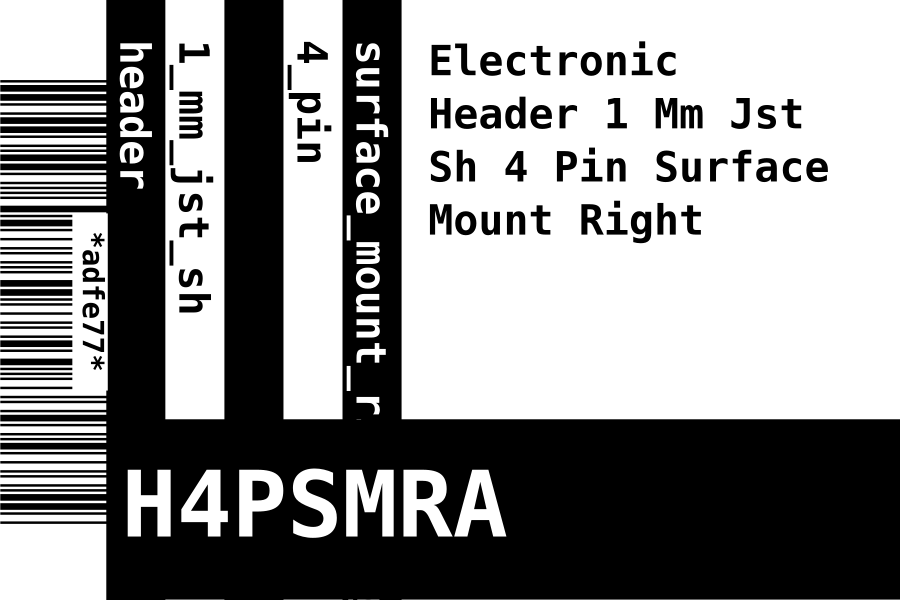 header
1_mm_jst_sh
4_pin
surface_mount_r
Electronic
Header 1 Mm Jst
Sh 4 Pin Surface
Mount Right
*adfe77*
H4PSMRA